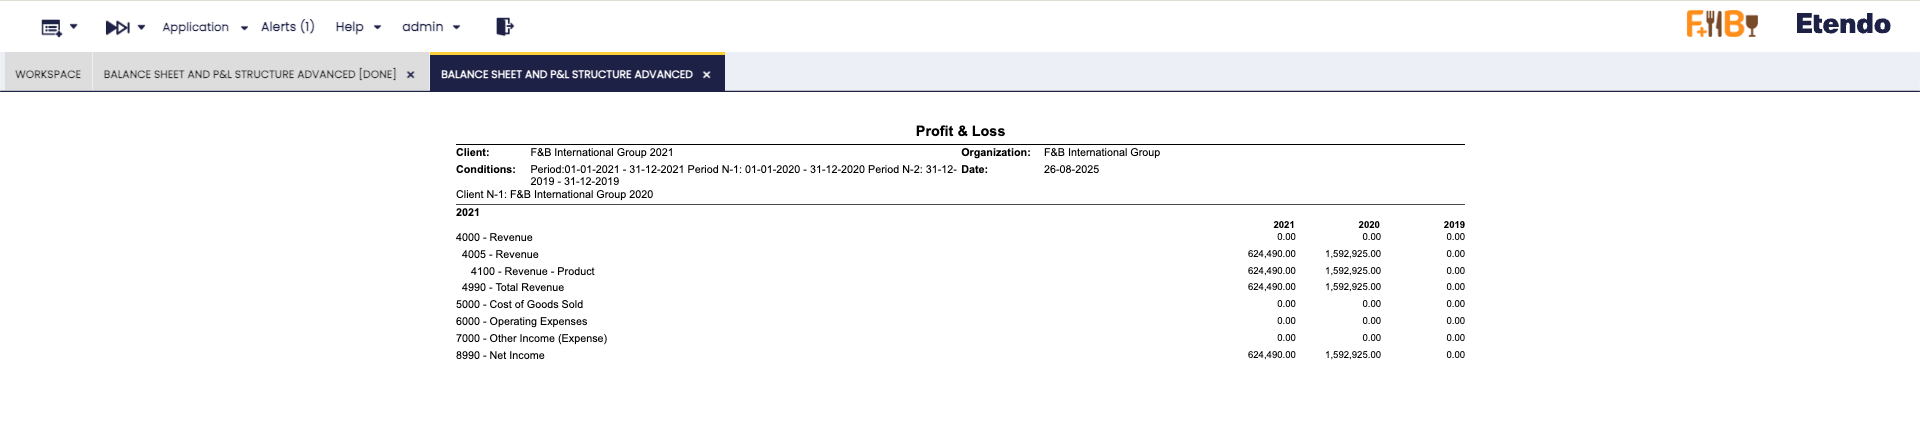 Application Alerts (1) Help admin F&B Etendo
WORKSPACE BALANCE SHEET AND P&L STRUCTURE ADVANCED [DONE] × BALANCE SHEET AND P&L STRUCTURE ADVANCED ×
Profit & Loss
Client: F&B International Group 2021 Organization: F&B International Group
Conditions: Period:01-01-2021 - 31-12-2021 Period N-1: 01-01-2020 - 31-12-2020 Period N-2: 31-12- Date: 26-08-2025
2019 - 31-12-2019
Client N-1: F&B International Group 2020
2021
2021 2020 2019
4000 - Revenue 0.00 0.00 0.00
4005 - Revenue 624,490.00 1,592,925.00 0.00
4100 - Revenue - Product 624,490.00 1,592,925.00 0.00
4990 - Total Revenue 624,490.00 1,592,925.00 0.00
5000 - Cost of Goods Sold 0.00 0.00 0.00
6000 - Operating Expenses 0.00 0.00 0.00
7000 - Other Income (Expense) 0.00 0.00 0.00
8990 - Net Income 624,490.00 1,592,925.00 0.00